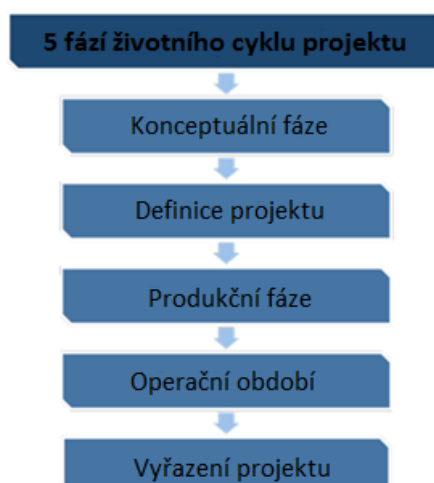 5 fází životního cyklu projektu
Konceptuální fáze
Definice projektu
Produkční fáze
Operační období
Vyřazení projektu